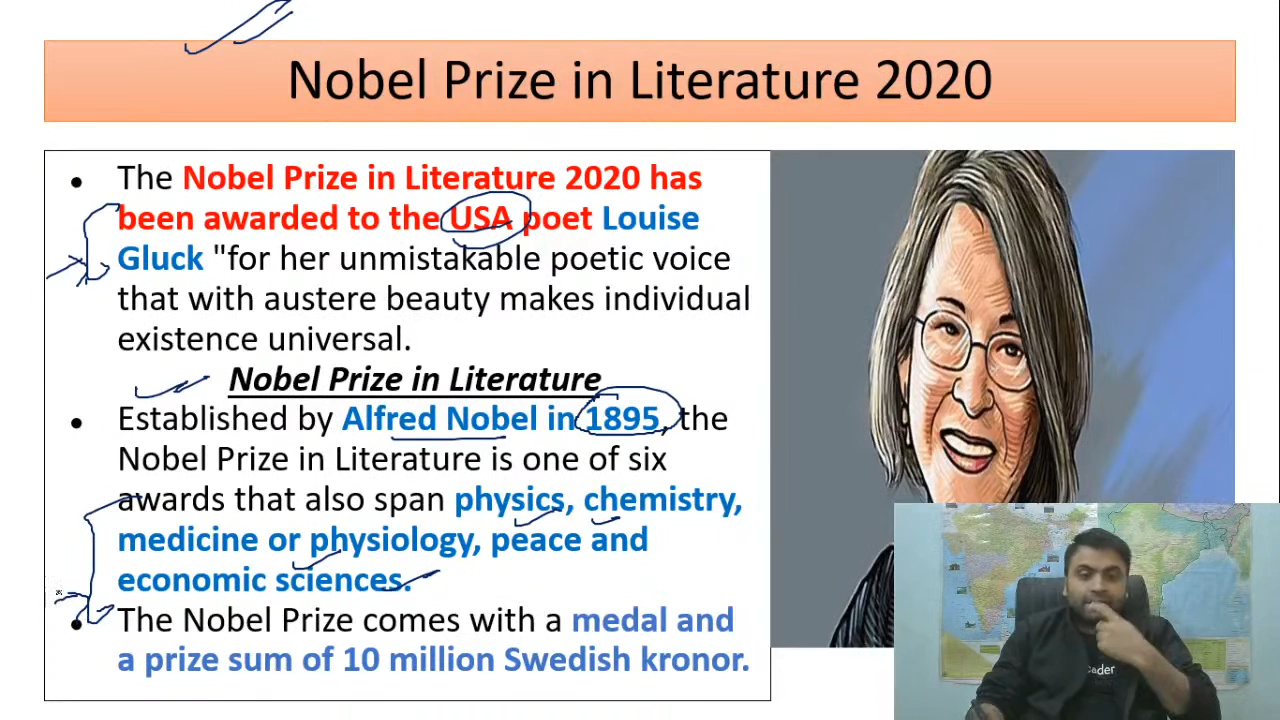 Nobel Prize in Literature 2020
• The Nobel Prize in Literature 2020 has
been awarded to the USA poet Louise
Gluck "for her unmistakable poetic voice
that with austere beauty makes individual
existence universal.
Nobel Prize in Literature
• Established by Alfred Nobel in 1895, the
Nobel Prize in Literature is one of six
awards that also span physics, chemistry,
medicine or physiology, peace and
economic sciences.
• The Nobel Prize comes with a medal and
a prize sum of 10 million Swedish kronor.